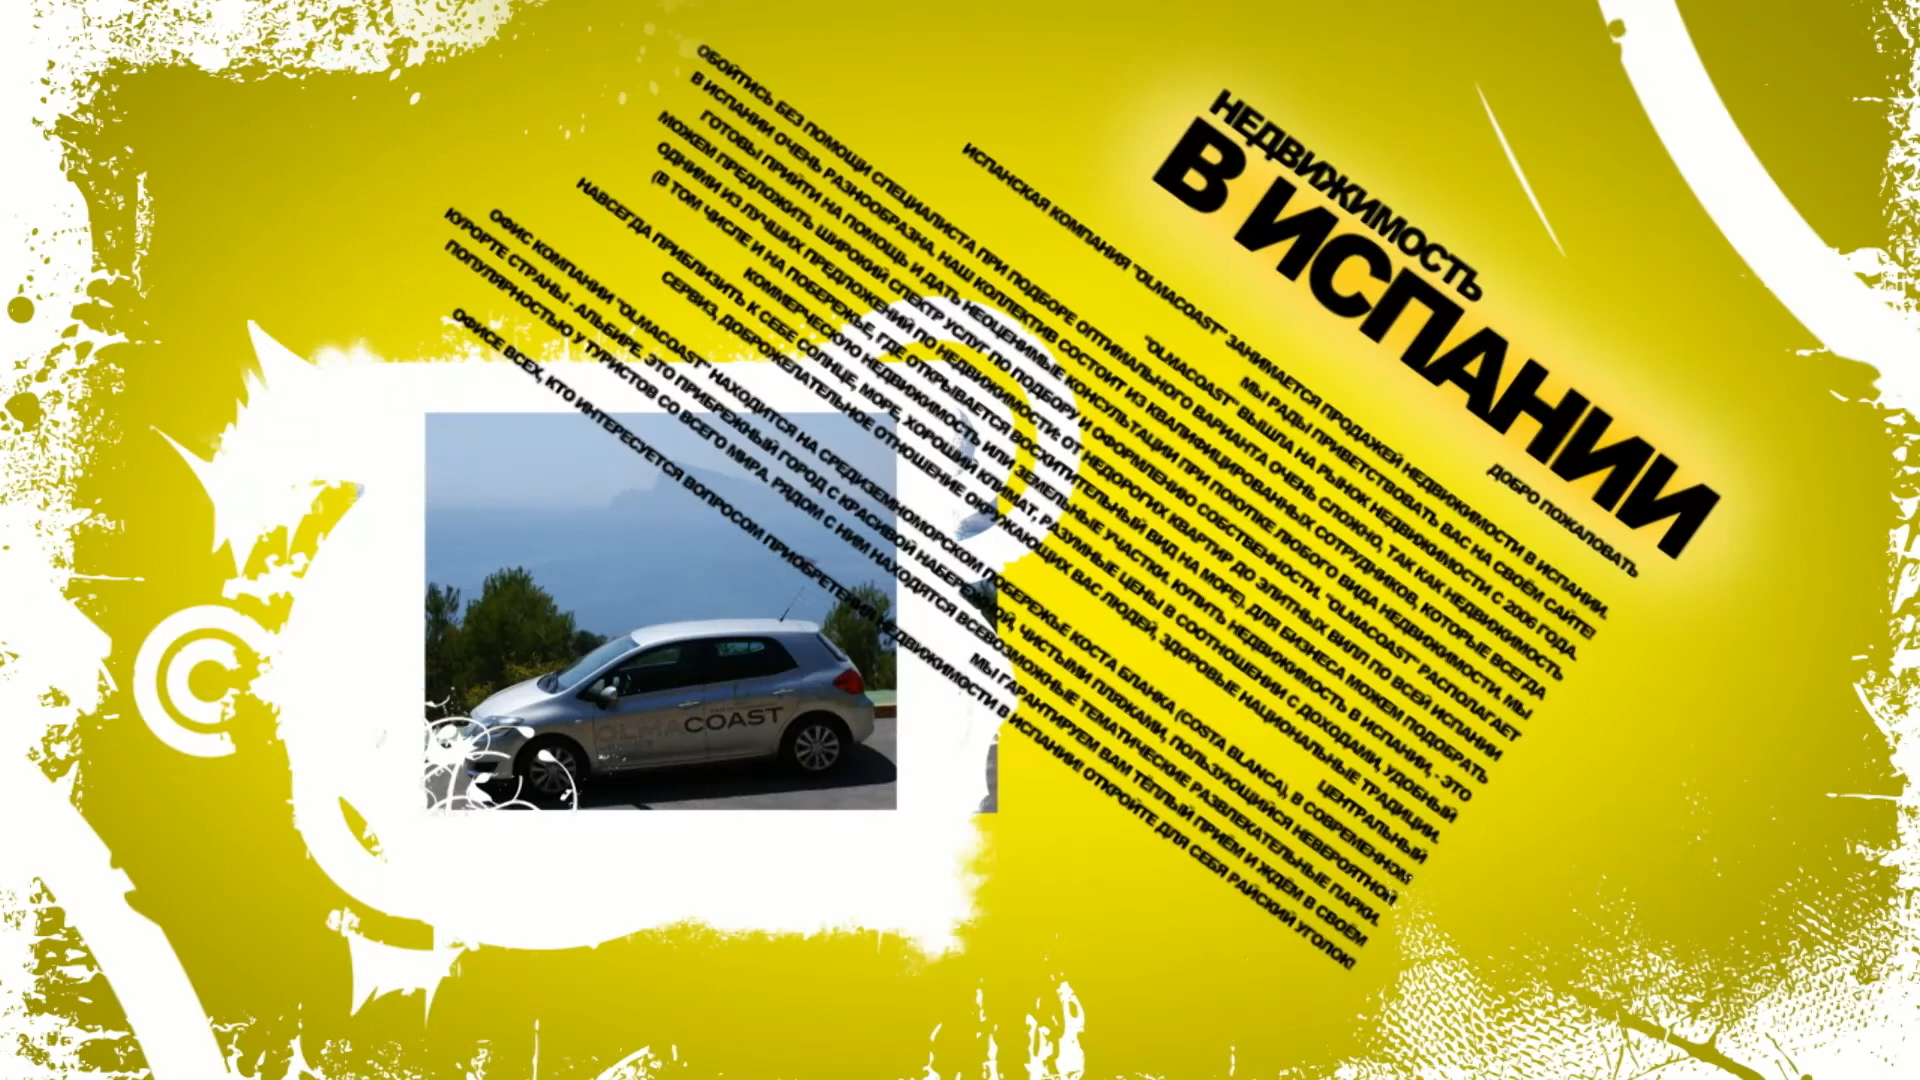 НЕДВИЖИМОСТЬ
В ИСПАНИИ
ДОБРО ПОЖАЛОВАТЬ
ИСПАНСКАЯ КОМПАНИЯ "OLMACOAST" ЗАНИМАЕТСЯ ПРОДАЖЕЙ НЕДВИЖИМОСТИ В ИСПАНИИ.
МЫ РАДЫ ПРИВЕТСТВОВАТЬ ВАС НА СВОЁМ САЙТЕ!
"OLMACOAST" ВЫШЛА НА РЫНОК НЕДВИЖИМОСТИ С 2006 ГОДА.
ОБОЙТИСЬ БЕЗ ПОМОЩИ СПЕЦИАЛИСТА ПРИ ПОДБОРЕ ОПТИМАЛЬНОГО ВАРИАНТА ОЧЕНЬ СЛОЖНО, ТАК КАК НЕДВИЖИМОСТЬ
В ИСПАНИИ ОЧЕНЬ РАЗНООБРАЗНА. НАШ КОЛЛЕКТИВ СОСТОИТ ИЗ КВАЛИФИЦИРОВАННЫХ СОТРУДНИКОВ, КОТОРЫЕ ВСЕГДА
ГОТОВЫ ПРИЙТИ НА ПОМОЩЬ И ДАТЬ НЕОЦЕНИМЫЕ КОНСУЛЬТАЦИИ ПРИ ПОКУПКЕ ЛЮБОГО ВИДА НЕДВИЖИМОСТИ. МЫ
МОЖЕМ ПРЕДЛОЖИТЬ ШИРОКИЙ СПЕКТР УСЛУГ ПО ПОДБОРУ И ОФОРМЛЕНИЮ СОБСТВЕННОСТИ. "OLMACOAST" РАСПОЛАГАЕТ
ОДНИМИ ИЗ ЛУЧШИХ ПРЕДЛОЖЕНИЙ ПО НЕДВИЖИМОСТИ: ОТ НЕДОРОГИХ КВАРТИР ДО ЭЛИТНЫХ ВИЛЛ ПО ВСЕЙ ИСПАНИИ
(В ТОМ ЧИСЛЕ И НА ПОБЕРЕЖЬЕ, ГДЕ ОТКРЫВАЕТСЯ ВОСХИТИТЕЛЬНЫЙ ВИД НА МОРЕ). ДЛЯ БИЗНЕСА МОЖЕМ ПОДОБРАТЬ
КОММЕРЧЕСКУЮ НЕДВИЖИМОСТЬ ИЛИ ЗЕМЕЛЬНЫЕ УЧАСТКИ. КУПИТЬ НЕДВИЖИМОСТЬ В ИСПАНИИ, - ЭТО
НАВСЕГДА ПРИБЛИЗИТЬ К СЕБЕ СОЛНЦЕ, МОРЕ, ХОРОШИЙ КЛИМАТ, РАЗУМНЫЕ ЦЕНЫ В СООТНОШЕНИИ С ДОХОДАМИ, УДОБНЫЙ
СЕРВИЗ, ДОБРОЖЕЛАТЕЛЬНОЕ ОТНОШЕНИЕ ОКРУЖАЮЩИХ ВАС ЛЮДЕЙ, ЗДОРОВЫЕ НАЦИОНАЛЬНЫЕ ТРАДИЦИИ.
ЦЕНТРАЛЬНЫЙ
ОФИС КОМПАНИИ "OLMACOAST" НАХОДИТСЯ НА СРЕДИЗЕМНОМОРСКОМ ПОБЕРЕЖЬЕ КОСТА БЛАНКА (COSTA BLANCA), В СОВРЕМЕННОМ
КУРОРТЕ СТРАНЫ - АЛЬБИРЕ. ЭТО ПРИБРЕЖНЫЙ ГОРОД С КРАСИВОЙ НАБЕРЕЖНОЙ, ЧИСТЫМИ ПЛЯЖАМИ, ПОЛЬЗУЮЩИЙСЯ НЕВЕРОЯТНОЙ
ПОПУЛЯРНОСТЬЮ У ТУРИСТОВ СО ВСЕГО МИРА. РЯДОМ С НИМ НАХОДЯТСЯ ВСЕВОЗМОЖНЫЕ ТЕМАТИЧЕСКИЕ РАЗВЛЕКАТЕЛЬНЫЕ ПАРКИ.
МЫ ГАРАНТИРУЕМ ВАМ ТЁПЛЫЙ ПРИЁМ И ЖДЁМ В СВОЁМ
ОФИСЕ ВСЕХ, КТО ИНТЕРЕСУЕТСЯ ВОПРОСОМ ПРИОБРЕТЕНИЯ НЕДВИЖИМОСТИ В ИСПАНИИ! ОТКРОЙТЕ ДЛЯ СЕБЯ РАЙСКИЙ УГОЛОК!
OLMACOAST